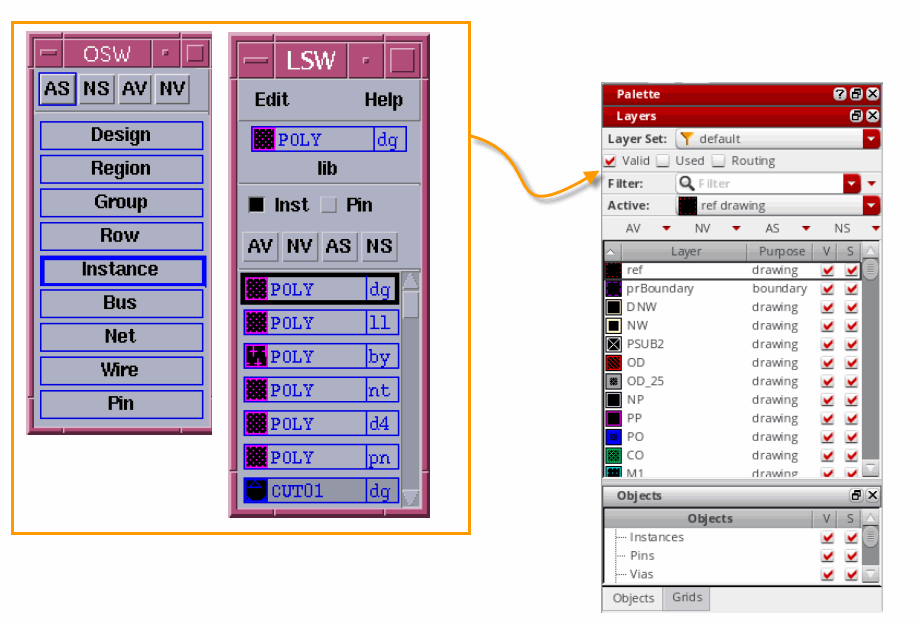 OSW
AS NS AV NV
Design
Region
Group
Row
Instance
Bus
Net
Wire
Pin
LSW
Edit Help
POLY dg
lib
Inst Pin
AV NV AS NS
POLY dg
POLY ll
POLY by
POLY nt
POLY d4
POLY pn
CUT01 dg
Palette
Layers
Layer Set: default
Valid Used Routing
Filter: Filter
Active: ref drawing
AV NV AS NS
Layer Purpose V S
ref drawing
prBoundary boundary
DNW drawing
NW drawing
PSUB2 drawing
OD drawing
OD_25 drawing
NP drawing
PP drawing
PO drawing
CO drawing
M1 drawing
Objects
Objects V S
Instances
Pins
Vias
Objects Grids